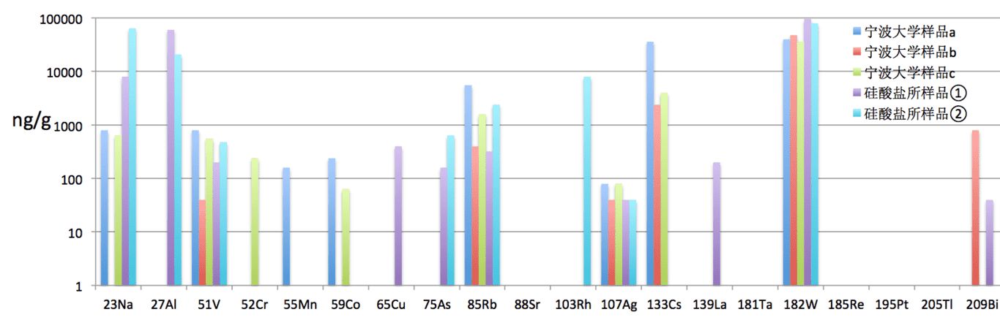 100000
10000
1000
100
10
1
ng/g
宁波大学样品a
宁波大学样品b
宁波大学样品c
硅酸盐所样品①
硅酸盐所样品②
23Na 27Al 51V 52Cr 55Mn 59Co 65Cu 75As 85Rb 88Sr 103Rh 107Ag 133Cs 139La 181Ta 182W 185Re 195Pt 205Tl 209Bi